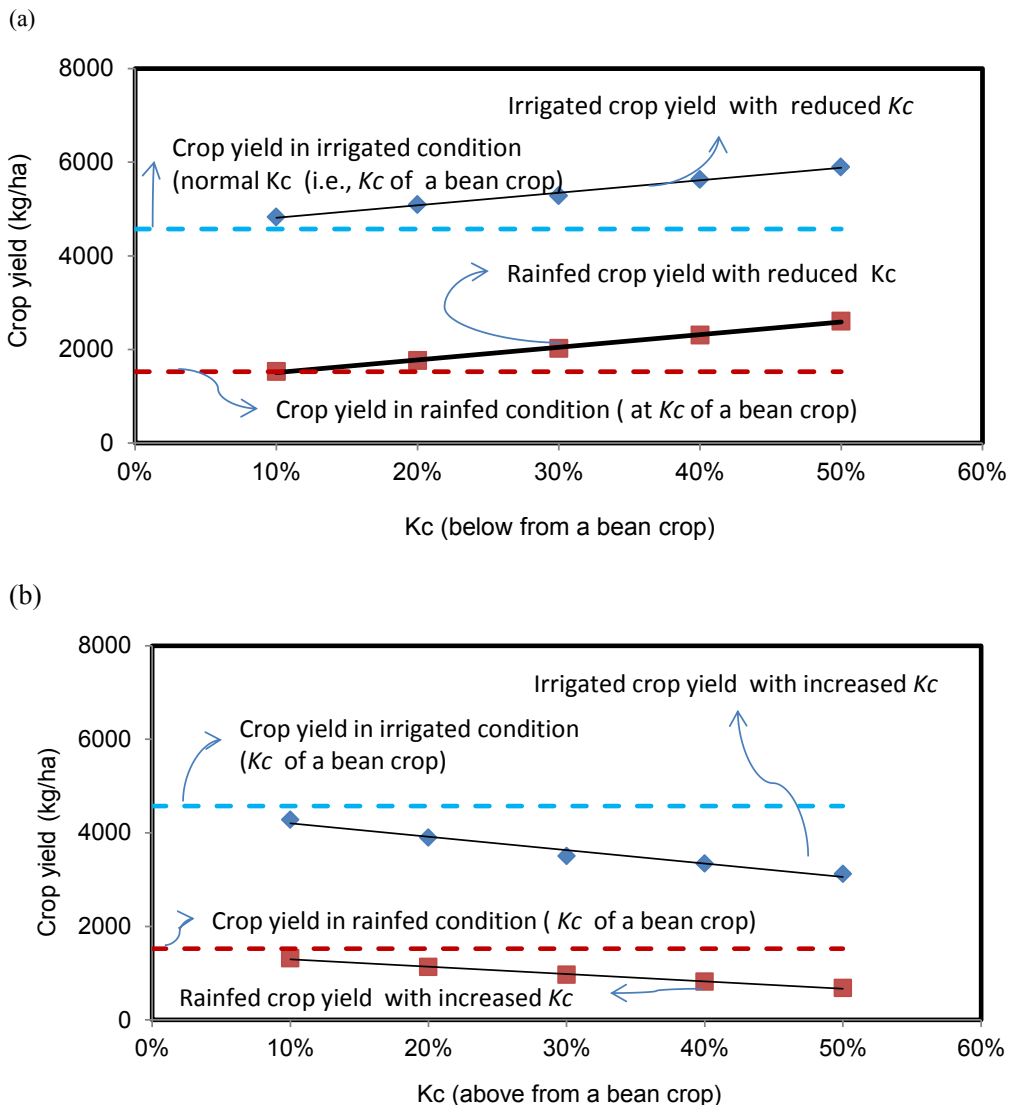 (a)
8000
6000
4000
2000
0
Crop yield (kg/ha)
Irrigated crop yield with reduced Kc
Crop yield in irrigated condition
(normal Kc (i.e., Kc of a bean crop)
Rainfed crop yield with reduced Kc
Crop yield in rainfed condition ( at Kc of a bean crop)
0% 10% 20% 30% 40% 50% 60%
Kc (below from a bean crop)
(b)
8000
6000
4000
2000
0
Crop yield (kg/ha)
Irrigated crop yield with increased Kc
Crop yield in irrigated condition
(Kc of a bean crop)
Crop yield in rainfed condition ( Kc of a bean crop)
Rainfed crop yield with increased Kc
0% 10% 20% 30% 40% 50% 60%
Kc (above from a bean crop)